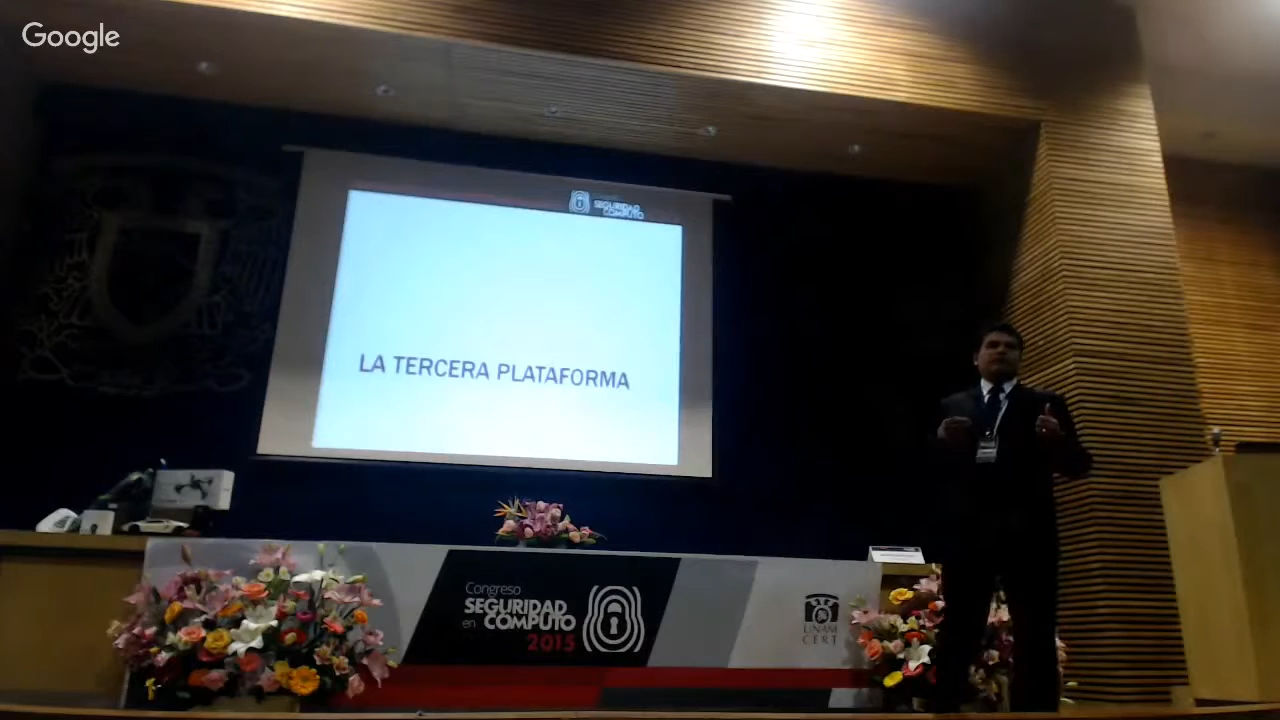 Google
SEGURIDAD
CÓMPUTO
LA TERCERA PLATAFORMA
Congreso
SEGURIDAD
en CÓMPUTO
2015
UNAM
CERT